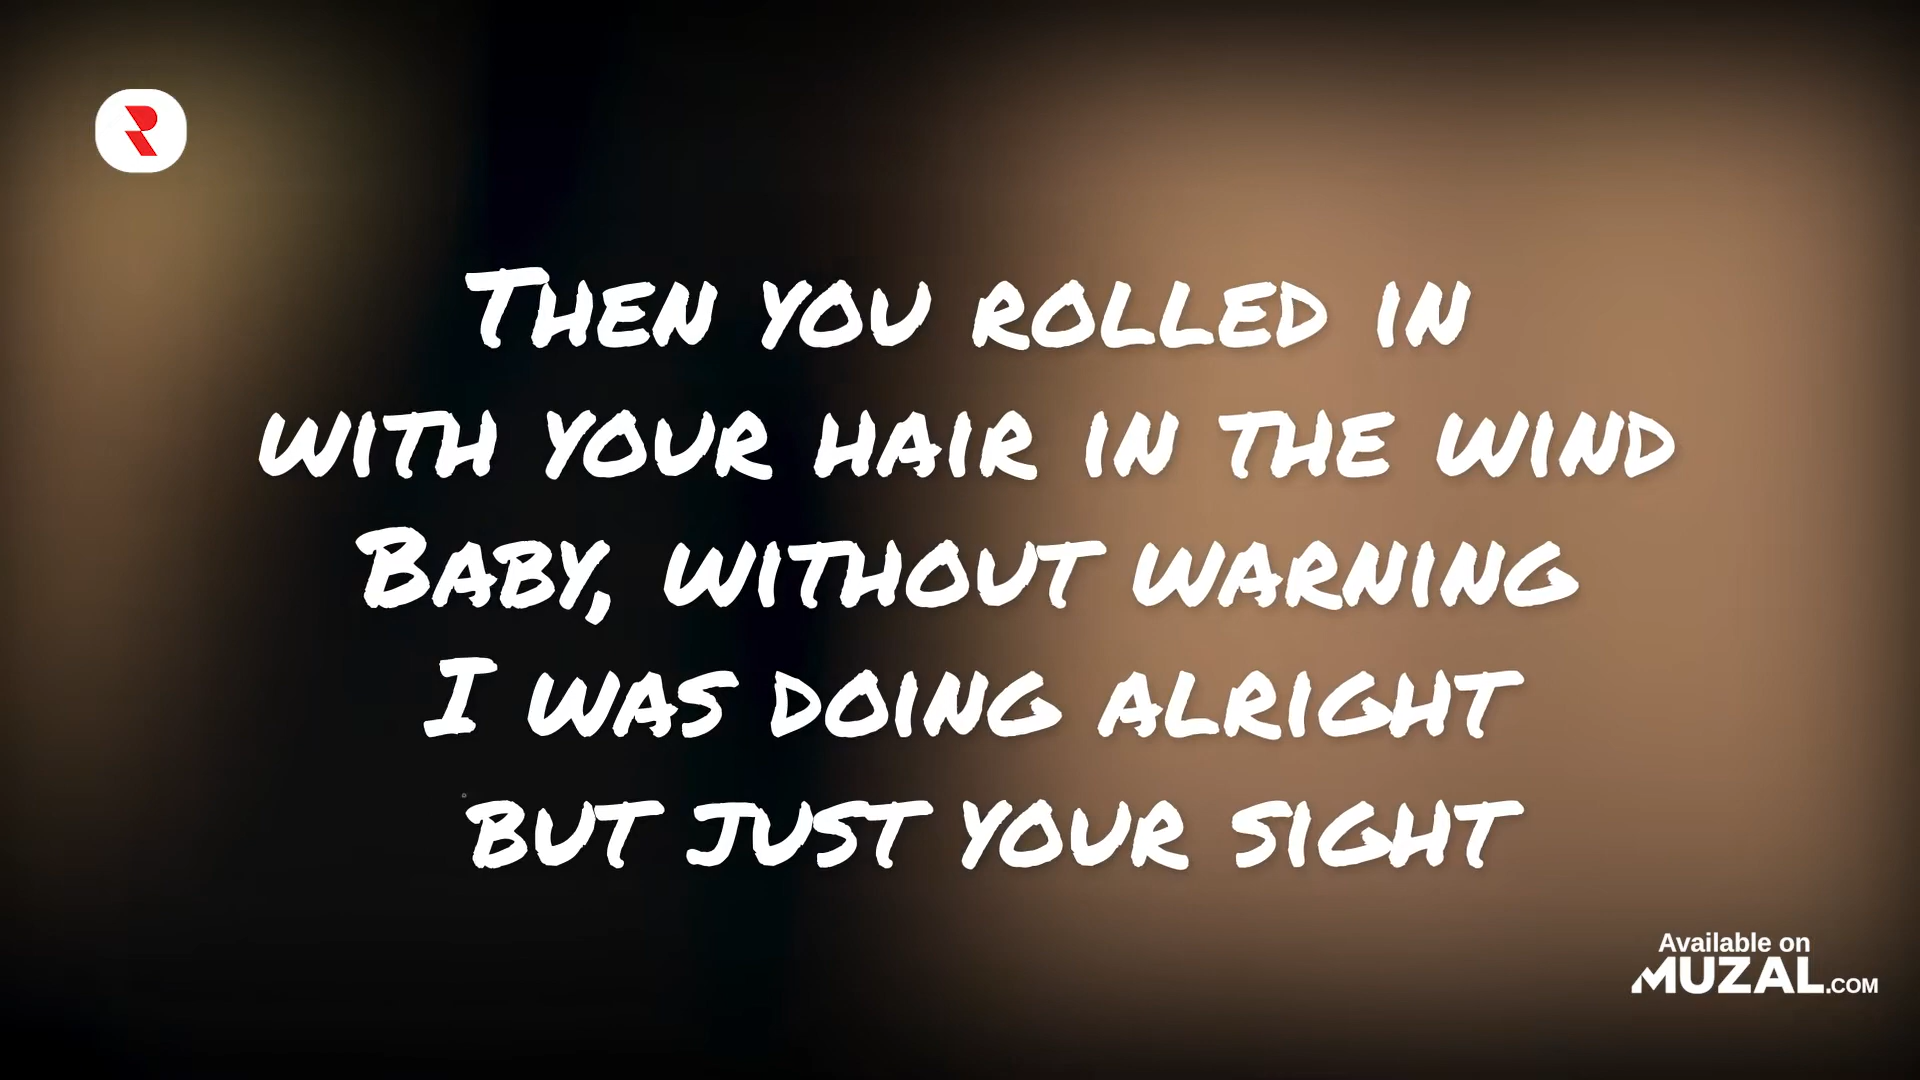 R
Then you rolled in
with your hair in the wind
Baby, without warning
I was doing alright
but just your sight
Available on
MUZAL.COM